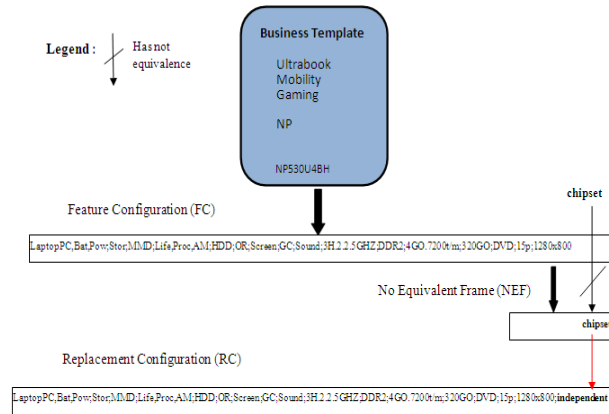 Business Template
Legend :
Has not
equivalence
Ultrabook
Mobility
Gaming
NP
NP530U4BH
chipset
Feature Configuration (FC)
LaptopPC,Bat,Pow;Stor,MMD;Life,Proc,AM;HDD;OR;Screen;GC;Sound;3H.2.2.5GHZ;DDR2;4GO.7200t/m;320GO;DVD;15p;1280x800
No Equivalent Frame (NEF)
chipset
Replacement Configuration (RC)
LaptopPC,Bat,Pow;Stor;MMD;Life,Proc,AM;HDD;OR;Screen;GC;Sound;3H.2.2.5GHZ;DDR2;4GO.7200t/m;320GO;DVD;15p;1280x800;independent